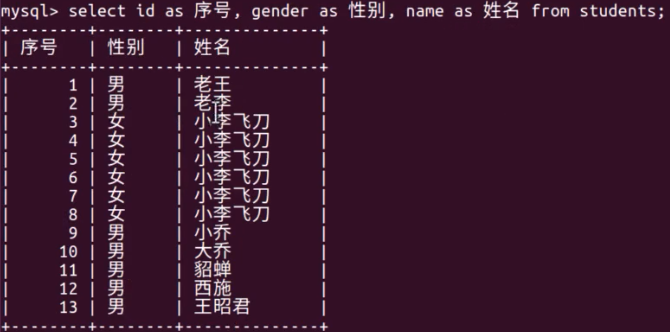 mysql> select id as 序号, gender as 性别, name as 姓名 from students;
+--------+--------+--------------+
| 序号 | 性别 | 姓名 |
+--------+--------+--------------+
| 1 | 男 | 老王 |
| 2 | 男 | 老李 |
| 3 | 女 | 小李飞刀 |
| 4 | 女 | 小李飞刀 |
| 5 | 女 | 小李飞刀 |
| 6 | 女 | 小李飞刀 |
| 7 | 女 | 小李飞刀 |
| 8 | 女 | 小李飞刀 |
| 9 | 男 | 小乔 |
| 10 | 男 | 大乔 |
| 11 | 男 | 貂蝉 |
| 12 | 男 | 西施 |
| 13 | 男 | 王昭君 |
+--------+--------+--------------+